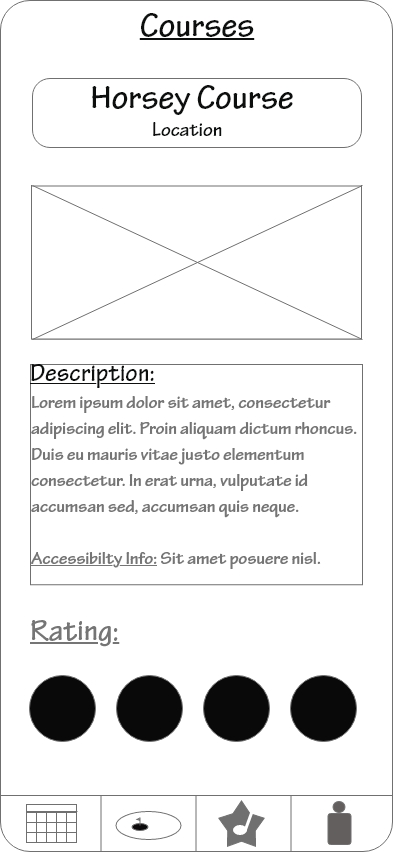 Courses
Horsey Course
Location
Description:
Lorem ipsum dolor sit amet, consectetur
adipiscing elit. Proin aliquam dictum rhoncus.
Duis eu mauris vitae justo elementum
consectetur. In erat urna, vulputate id
accumsan sed, accumsan quis neque.
Accessibilty Info: Sit amet posuere nisl.
Rating: